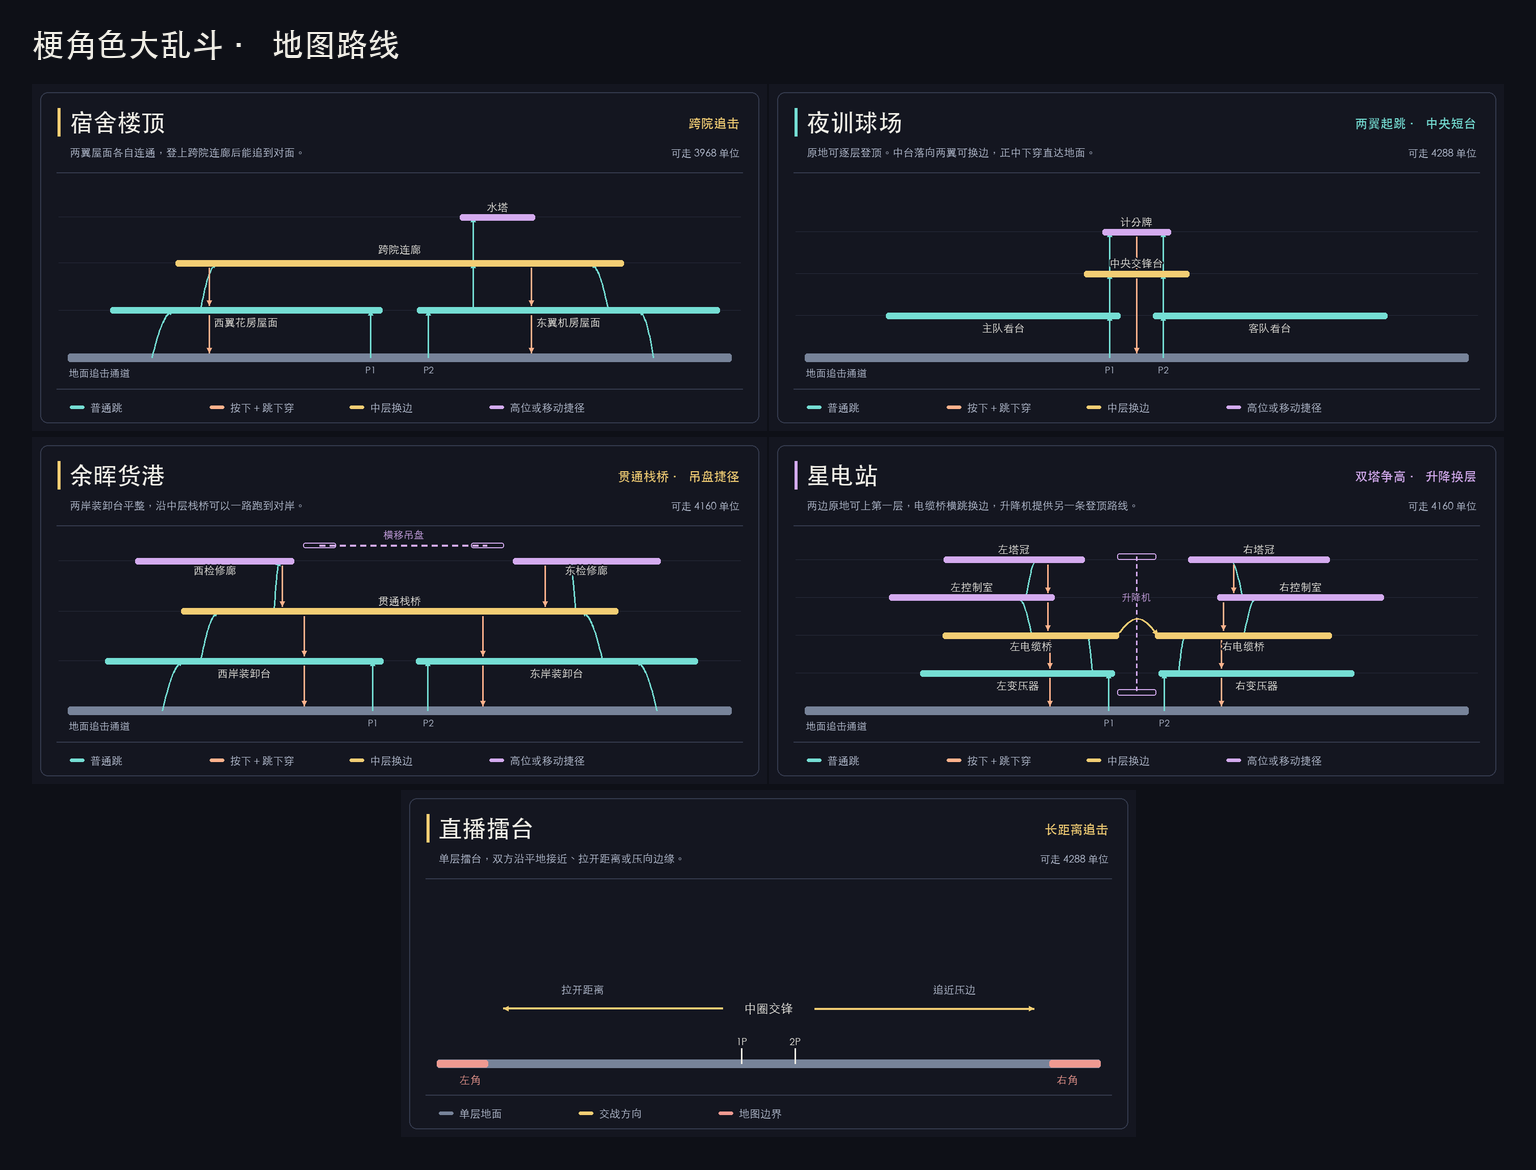 梗角色大乱斗 · 地图路线
宿舍楼顶
跨院追击
两翼屋面各自连通，登上跨院连廊后能追到对面。
可走 3968 单位
水塔
跨院连廊
西翼花房屋面
东翼机房屋面
地面追击通道
P1
P2
普通跳
按下 + 跳下穿
中层换边
高位或移动捷径
夜训球场
两翼起跳 · 中央短台
原地可逐层登顶。中台落向两翼可换边，正中下穿直达地面。
可走 4288 单位
计分牌
中央交锋台
主队看台
客队看台
地面追击通道
P1
P2
普通跳
按下 + 跳下穿
中层换边
高位或移动捷径
余晖货港
贯通栈桥 · 吊盘捷径
两岸装卸台平整，沿中层栈桥可以一路跑到对岸。
可走 4160 单位
横移吊盘
西检修廊
东检修廊
贯通栈桥
西岸装卸台
东岸装卸台
地面追击通道
P1
P2
普通跳
按下 + 跳下穿
中层换边
高位或移动捷径
星电站
双塔争高 · 升降换层
两边原地可上第一层，电缆桥横跳换边，升降机提供另一条登顶路线。
可走 4160 单位
左塔冠
右塔冠
左控制室
升降机
右控制室
左电缆桥
右电缆桥
左变压器
右变压器
地面追击通道
P1
P2
普通跳
按下 + 跳下穿
中层换边
高位或移动捷径
直播擂台
长距离追击
单层擂台，双方沿平地接近、拉开距离或压向边缘。
可走 4288 单位
拉开距离
追近压边
中圈交锋
1P
2P
左角
右角
单层地面
交战方向
地图边界